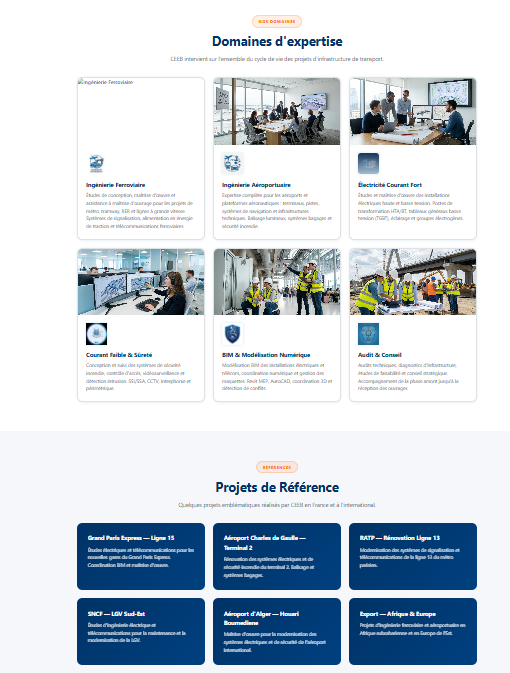 NOS DOMAINES
Domaines d'expertise
CEEB intervient sur l'ensemble du cycle de vie des projets d'infrastructure de transport.
Ingénierie Ferroviaire
Ingénierie Ferroviaire
Études de conception, maîtrise d'œuvre et
assistance à maîtrise d'ouvrage pour les projets de
métro, tramway, RER et lignes à grande vitesse.
Systèmes de signalisation, alimentation en énergie
de traction et télécommunications ferroviaires.
Ingénierie Aéroportuaire
Expertise complète pour les aéroports et
plateformes aéronautiques : terminaux, pistes,
systèmes de navigation et infrastructures
techniques. Balisage lumineux, systèmes bagages et
sécurité incendie.
Électricité Courant Fort
Études et maîtrise d'œuvre des installations
électriques haute et basse tension. Postes de
transformation HTA/BT, tableaux généraux basse
tension (TGBT), éclairage et groupes électrogènes.
Courant Faible & Sûreté
Conception et suivi des systèmes de sécurité
incendie, contrôle d'accès, vidéosurveillance et
détection intrusion. SSI/SSA, CCTV, interphonie et
périmétrique.
BIM & Modélisation Numérique
Modélisation BIM des installations électriques et
télécom, coordination numérique et gestion des
maquettes. Revit MEP, AutoCAD, coordination 3D et
détection de conflits.
Audit & Conseil
Audits techniques, diagnostics d'infrastructure,
études de faisabilité et conseil stratégique.
Accompagnement de la phase amont jusqu'à la
réception des ouvrages.
RÉFÉRENCES
Projets de Référence
Quelques projets emblématiques réalisés par CEEB en France et à l'international.
Grand Paris Express — Ligne 15
Études électriques et télécommunications pour les
nouvelles gares du Grand Paris Express.
Coordination BIM et maîtrise d'œuvre.
Aéroport Charles de Gaulle —
Terminal 2
Rénovation des systèmes électriques et de
sécurité incendie du terminal 2. Balisage et
systèmes bagages.
RATP — Rénovation Ligne 13
Modernisation des systèmes de signalisation et
télécommunications de la ligne 13 du métro
parisien.
SNCF — LGV Sud-Est
Études d'ingénierie électrique et
télécommunications pour la maintenance et la
modernisation de la LGV.
Aéroport d'Alger — Houari
Boumediene
Maîtrise d'œuvre pour la modernisation des
systèmes électriques et de sécurité de l'aéroport
international.
Export — Afrique & Europe
Projets d'ingénierie ferroviaire et aéroportuaire en
Afrique subsaharienne et en Europe de l'Est.